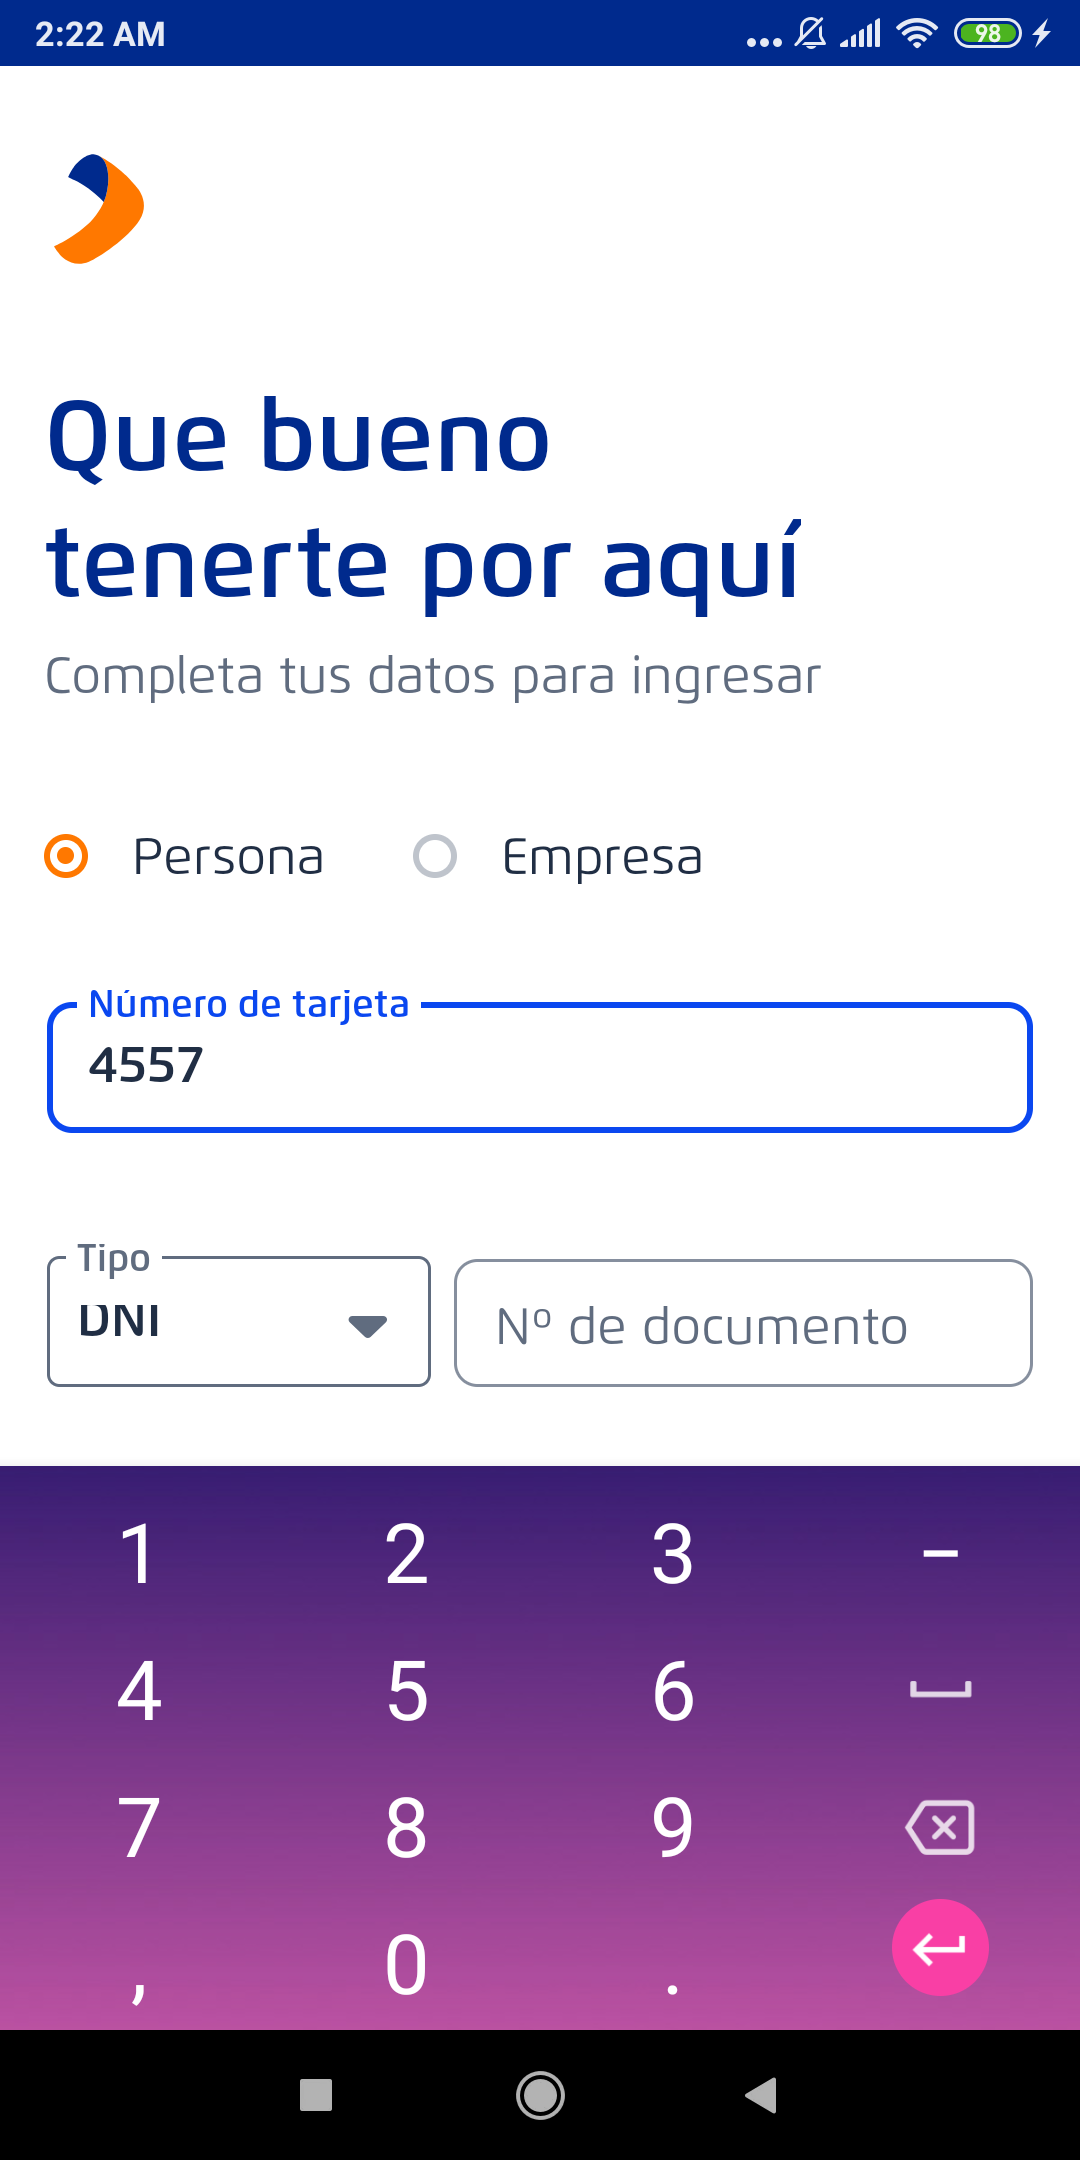 2:22 AM
98
Que bueno
tenerte por aquí
Completa tus datos para ingresar
Persona Empresa
Número de tarjeta
4557
Tipo
DNI
Nº de documento
1 2 3 –
4 5 6
7 8 9
, 0 .